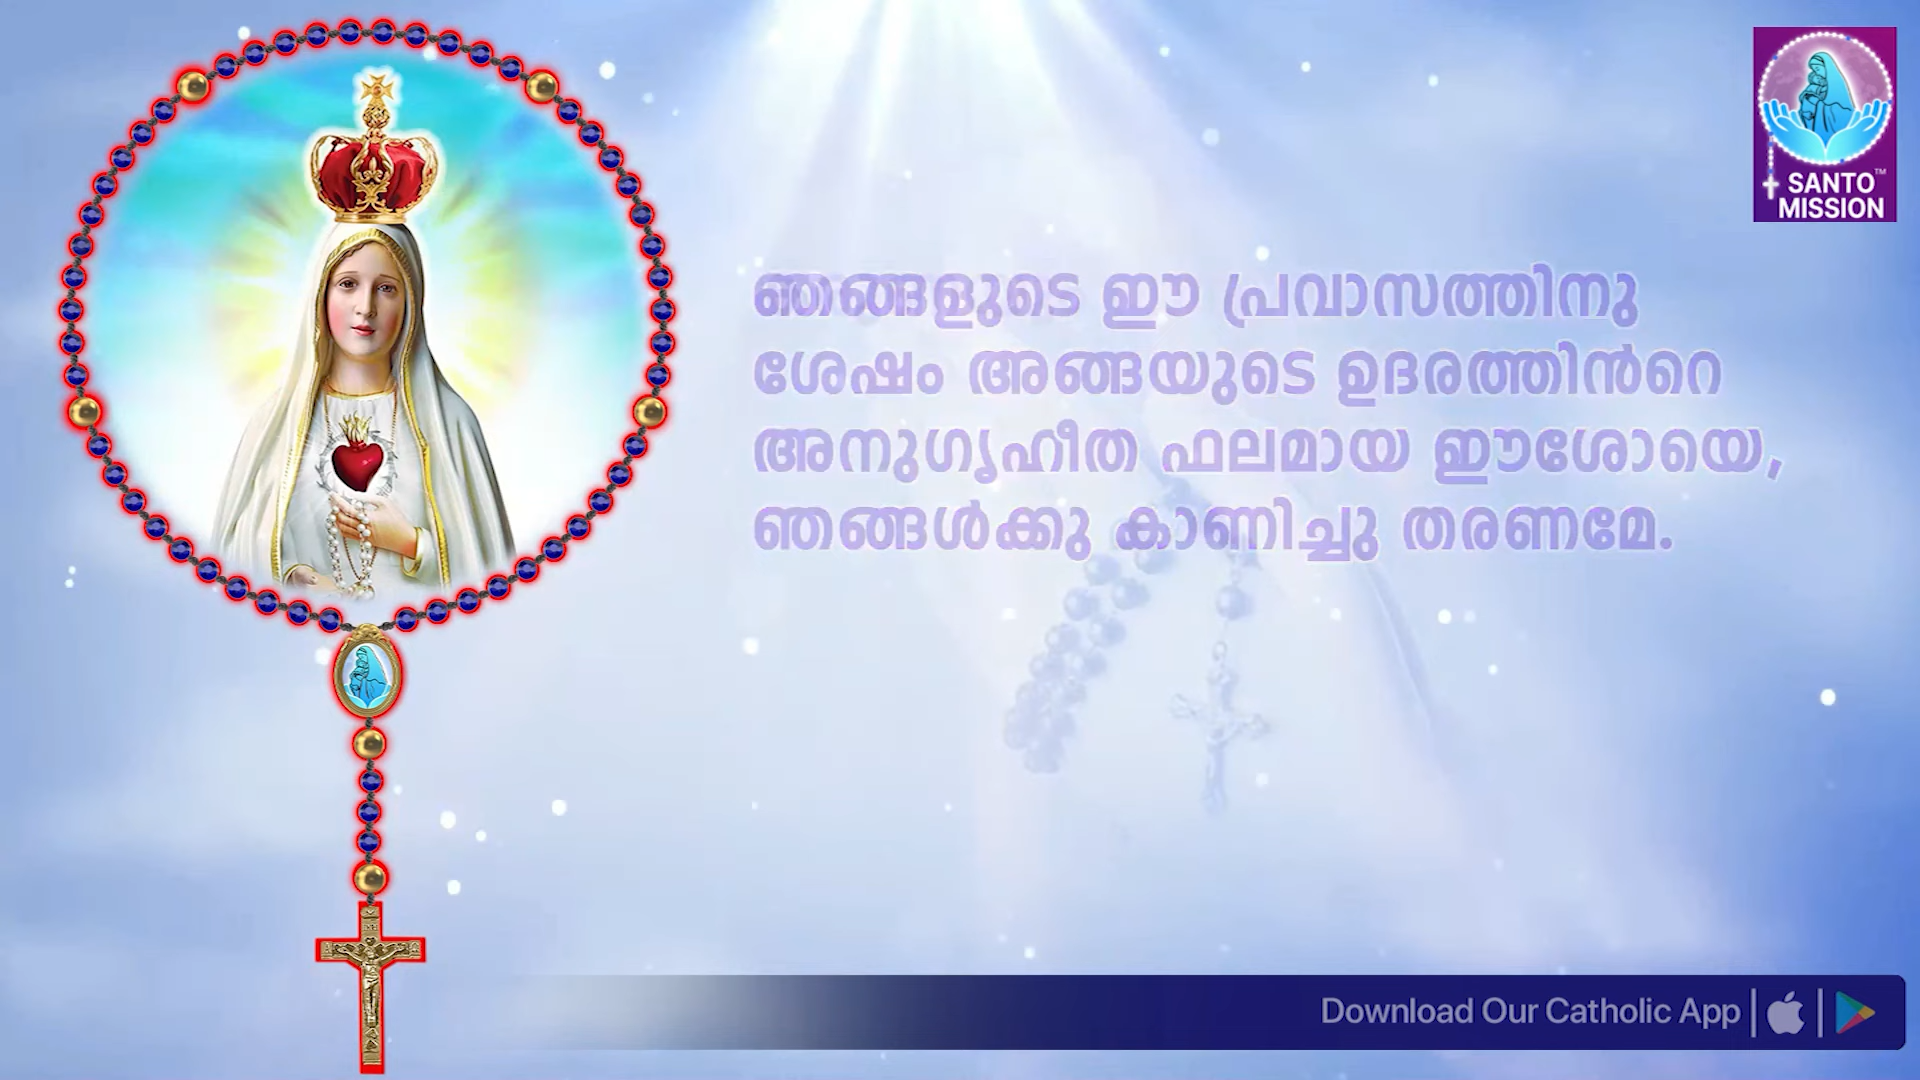 SANTO™
MISSION
ഞങ്ങളുടെ ഈ പ്രവാസത്തിനു
ശേഷം അങ്ങയുടെ ഉദരത്തിൻറെ
അനുഗൃഹീത ഫലമായ ഈശോയെ,
ഞങ്ങൾക്കു കാണിച്ചു തരണമേ.
Download Our Catholic App